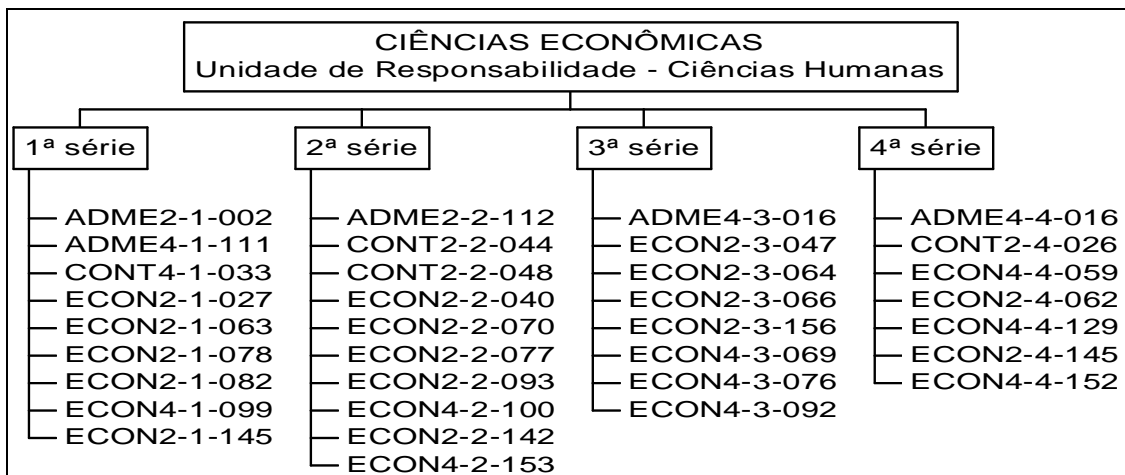 CIÊNCIAS ECONÔMICAS
Unidade de Responsabilidade - Ciências Humanas
1ª série
ADME2-1-002
ADME4-1-111
CONT4-1-033
ECON2-1-027
ECON2-1-063
ECON2-1-078
ECON2-1-082
ECON4-1-099
ECON2-1-145
2ª série
ADME2-2-112
CONT2-2-044
CONT2-2-048
ECON2-2-040
ECON2-2-070
ECON2-2-077
ECON2-2-093
ECON4-2-100
ECON2-2-142
ECON4-2-153
3ª série
ADME4-3-016
ECON2-3-047
ECON2-3-064
ECON2-3-066
ECON2-3-156
ECON4-3-069
ECON4-3-076
ECON4-3-092
4ª série
ADME4-4-016
CONT2-4-026
ECON4-4-059
ECON2-4-062
ECON4-4-129
ECON2-4-145
ECON4-4-152